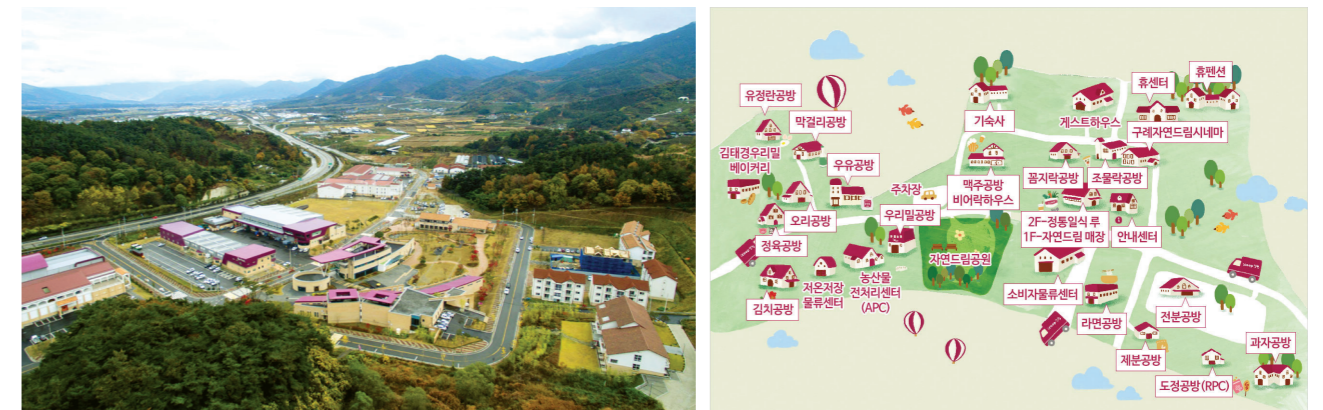 휴펜션
휴센터
유정란공방
막걸리공방
기숙사
게스트하우스
구례자연드림시네마
김태경우리밀
베이커리
우유공방
주차장
맥주공방
비어락하우스
꼼지락공방
조물락공방
오리공방
우리밀공방
2F-정통일식 루
1F-자연드림 매장
안내센터
정육공방
자연드림공원
저온저장
물류센터
농산물
전처리센터
(APC)
김치공방
소비자물류센터
라면공방
전분공방
제분공방
과자공방
도정공방(RPC)